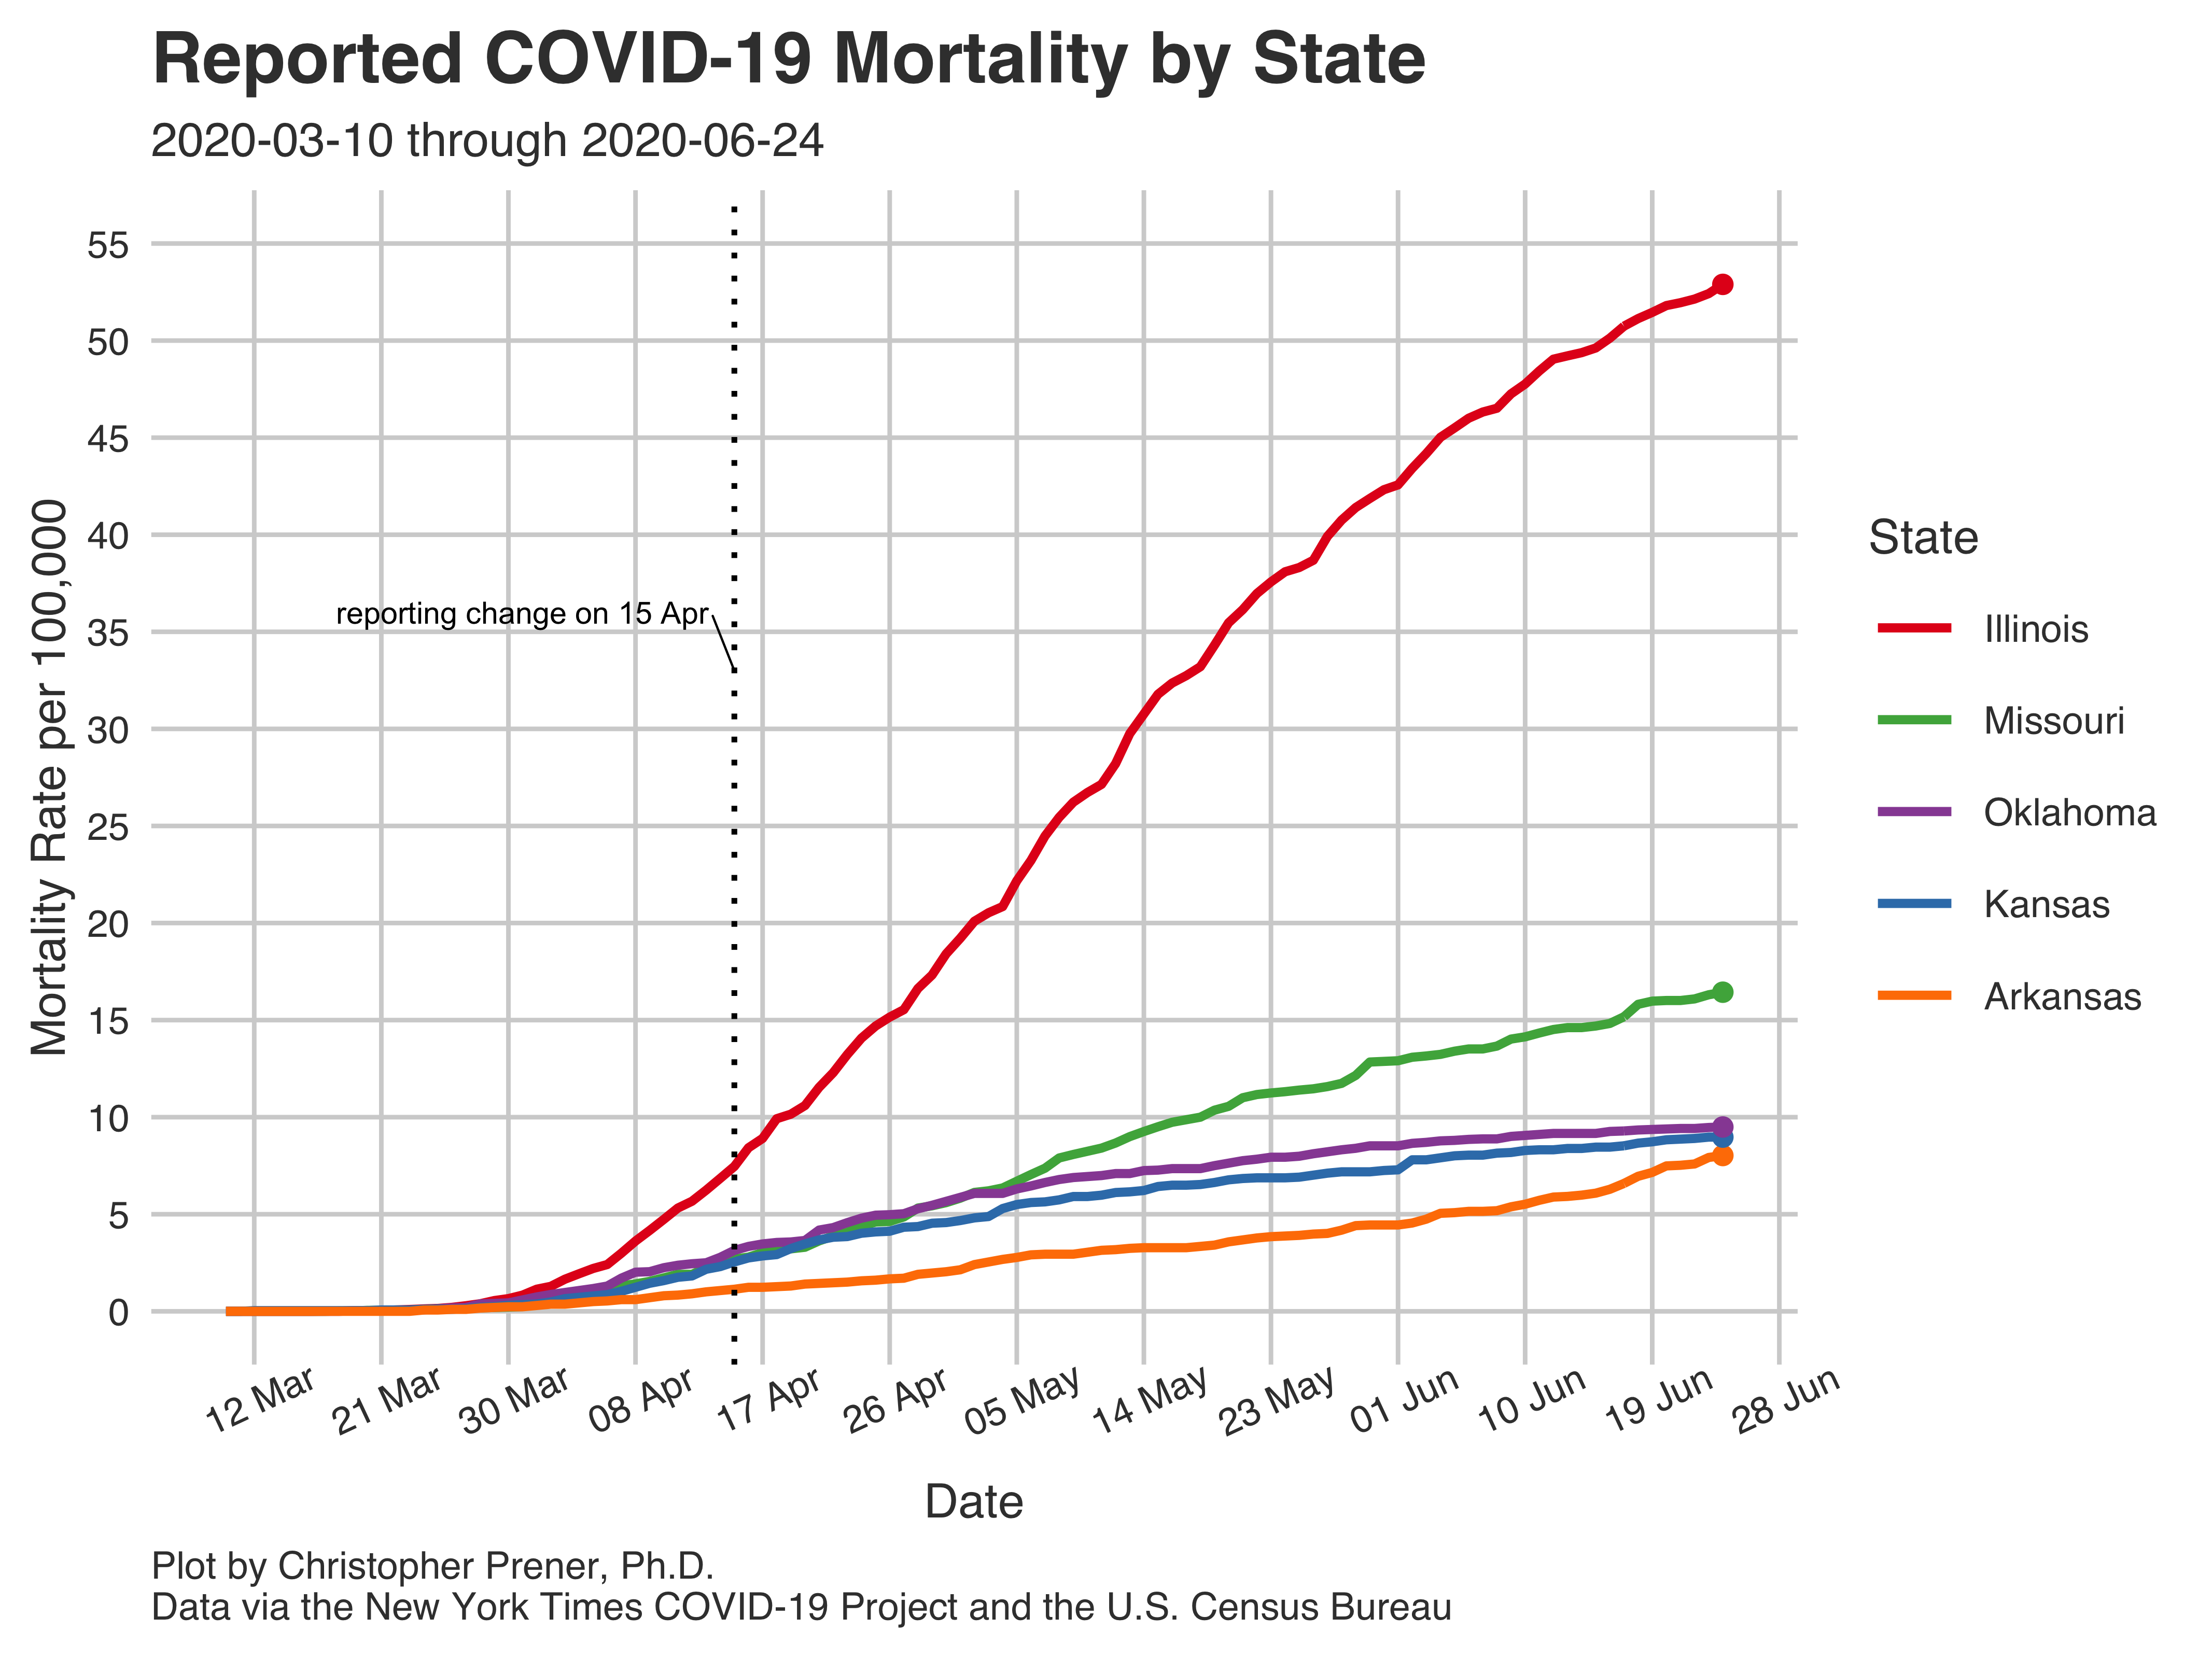 Reported COVID-19 Mortality by State
2020-03-10 through 2020-06-24
Mortality Rate per 100,000
55
50
45
40
35
30
25
20
15
10
5
0
reporting change on 15 Apr
12 Mar
21 Mar
30 Mar
08 Apr
17 Apr
26 Apr
05 May
14 May
23 May
01 Jun
10 Jun
19 Jun
28 Jun
Date
State
Illinois
Missouri
Oklahoma
Kansas
Arkansas
Plot by Christopher Prener, Ph.D.
Data via the New York Times COVID-19 Project and the U.S. Census Bureau